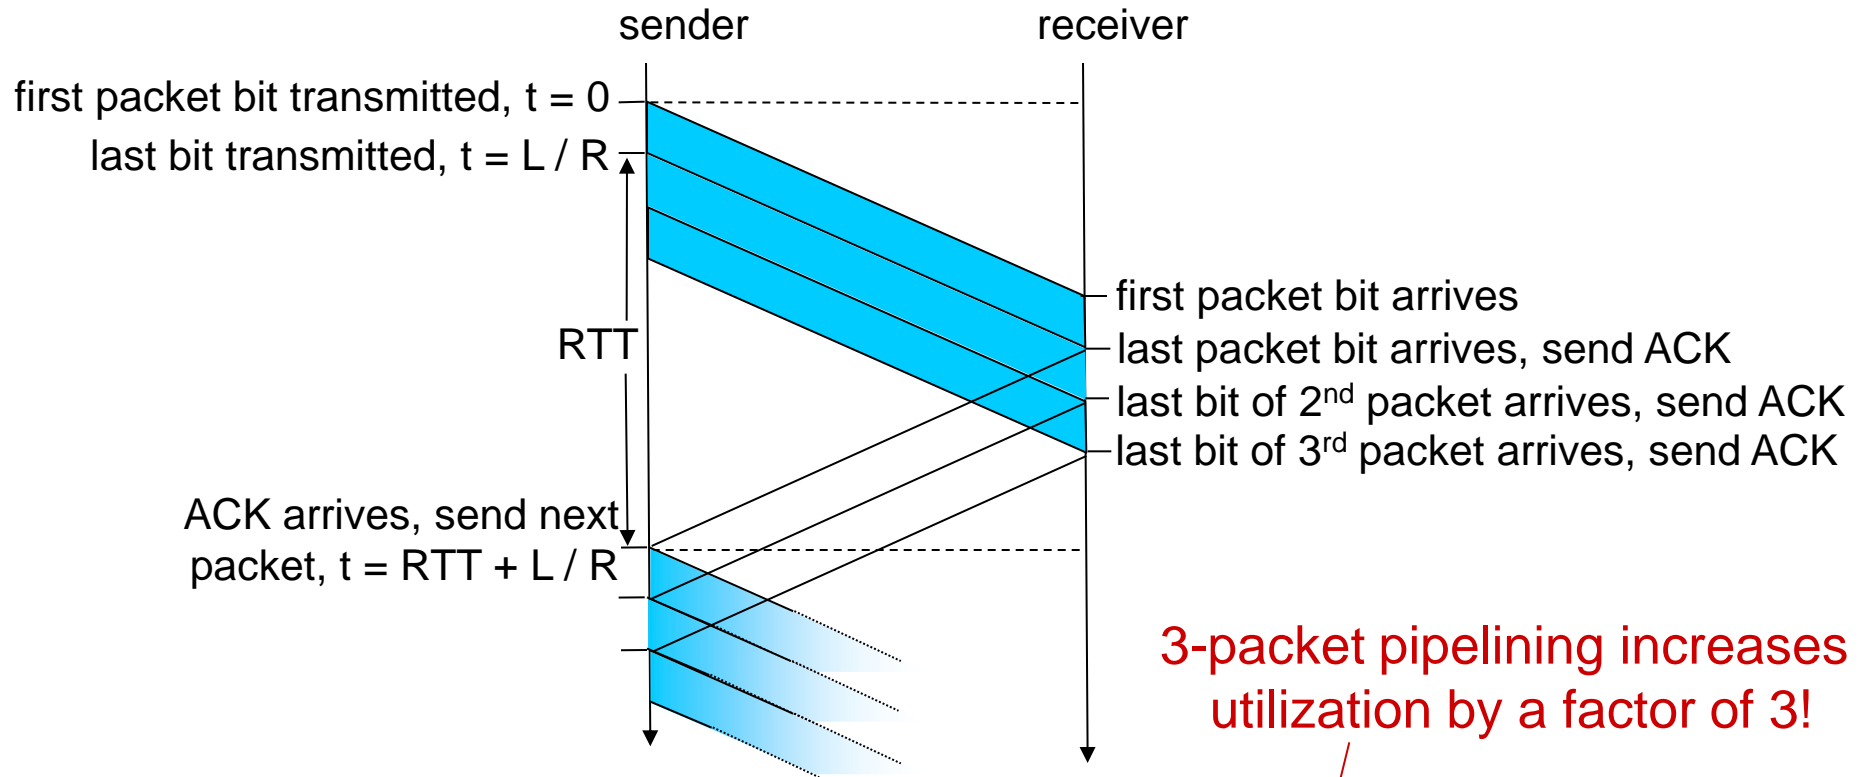 sender
receiver
first packet bit transmitted, t = 0
last bit transmitted, t = L / R
RTT
first packet bit arrives
last packet bit arrives, send ACK
last bit of 2nd packet arrives, send ACK
last bit of 3rd packet arrives, send ACK
ACK arrives, send next
packet, t = RTT + L / R
3-packet pipelining increases
utilization by a factor of 3!